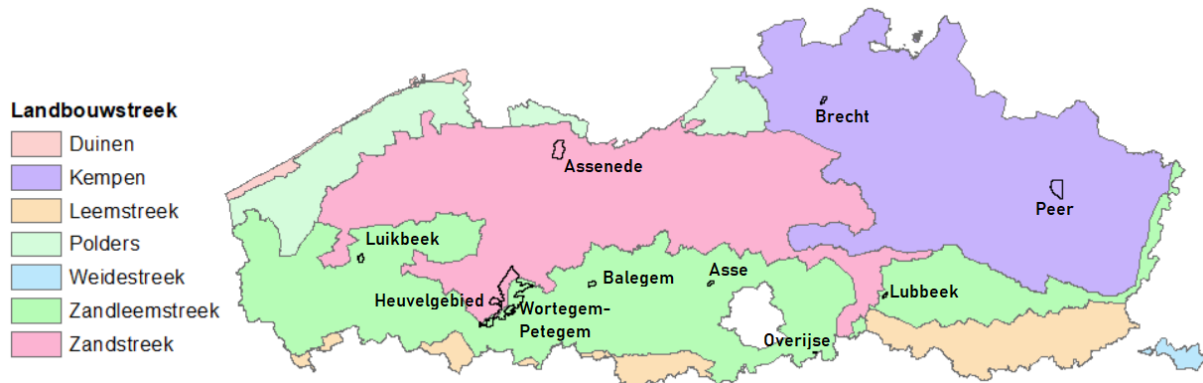 Landbouwstreek
Duinen
Kempen
Leemstreek
Polders
Weidestreek
Zandleemstreek
Zandstreek
Brecht
Assenede
Peer
Luikbeek
Balegem
Asse
Heuvelgebied
Lubbeek
Wortegem-
Petegem
Overijse